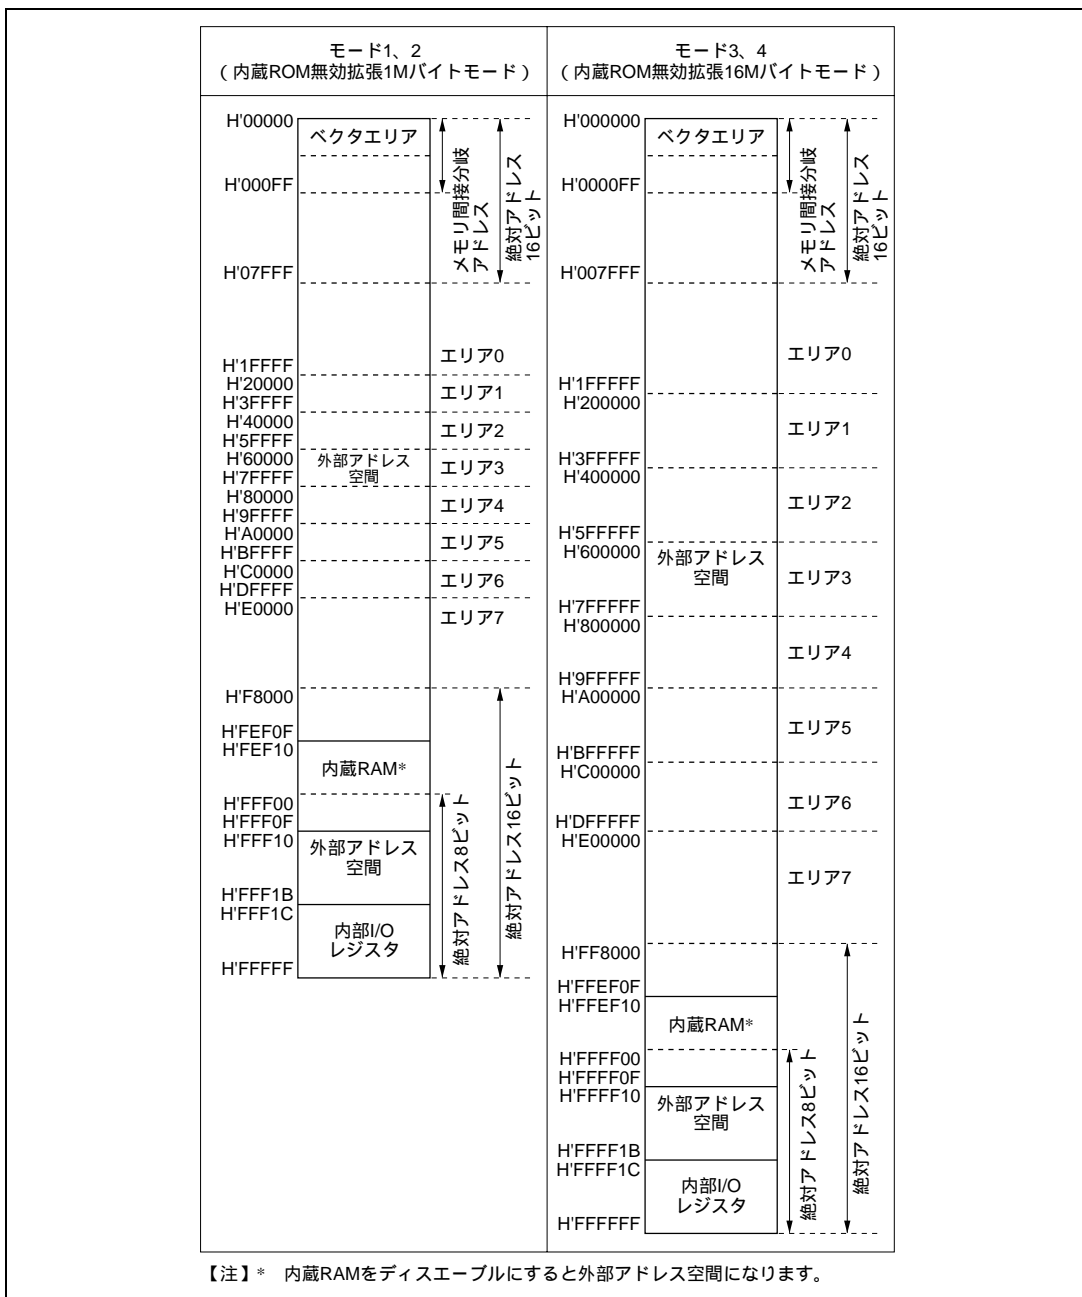 モード1、2
(内蔵ROM無効拡張1Mバイトモード)
H'00000
ベクタエリア
H'000FF
メモリ間接分岐
アドレス
絶対アドレス
16ビット
H'07FFF
エリア0
H'1FFFF
H'20000
エリア1
H'3FFFF
H'40000
エリア2
H'5FFFF
H'60000
外部アドレス
空間
エリア3
H'7FFFF
H'80000
エリア4
H'9FFFF
H'A0000
エリア5
H'BFFFF
H'C0000
エリア6
H'DFFFF
H'E0000
エリア7
H'F8000
H'FEF0F
H'FEF10
内蔵RAM*
H'FFF00
H'FFF0F
H'FFF10
外部アドレス
空間
H'FFF1B
H'FFF1C
内部I/O
レジスタ
H'FFFFF
絶対アドレス8ビット
絶対アドレス16ビット
モード3、4
(内蔵ROM無効拡張16Mバイトモード)
H'000000
ベクタエリア
H'0000FF
メモリ間接分岐
アドレス
絶対アドレス
16ビット
H'007FFF
エリア0
H'1FFFFF
H'200000
エリア1
H'3FFFFF
H'400000
エリア2
H'5FFFFF
H'600000
外部アドレス
空間
エリア3
H'7FFFFF
H'800000
エリア4
H'9FFFFF
H'A00000
エリア5
H'BFFFFF
H'C00000
エリア6
H'DFFFFF
H'E00000
エリア7
H'FF8000
H'FFEF0F
H'FFEF10
内蔵RAM*
H'FFFF00
H'FFFF0F
H'FFFF10
外部アドレス
空間
H'FFFF1B
H'FFFF1C
内部I/O
レジスタ
H'FFFFFF
絶対アドレス8ビット
絶対アドレス16ビット
【注】* 内蔵RAMをディスエーブルにすると外部アドレス空間になります。